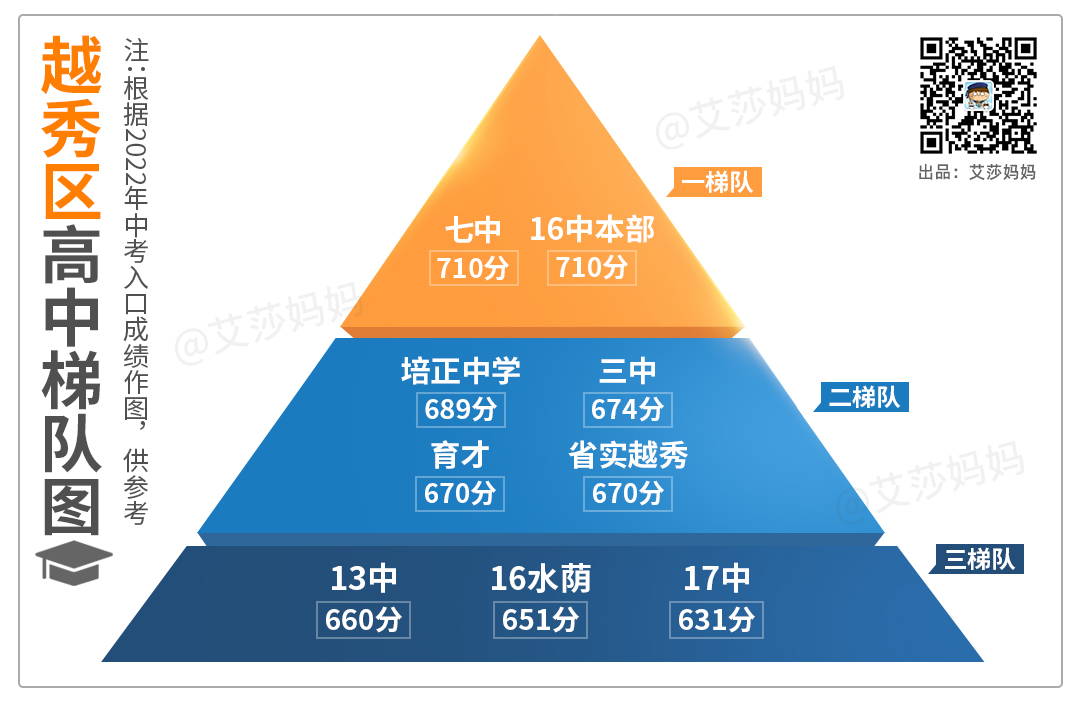 越秀区高中梯队图
注：根据2022年中考入口成绩作图，供参考
出品：艾莎妈妈
@艾莎妈妈
一梯队
七中 16中本部
710分 710分
@艾莎妈妈
培正中学 三中
689分 674分
二梯队
育才 省实越秀
670分 670分
@艾莎妈妈
三梯队
13中 16水荫 17中
660分 651分 631分